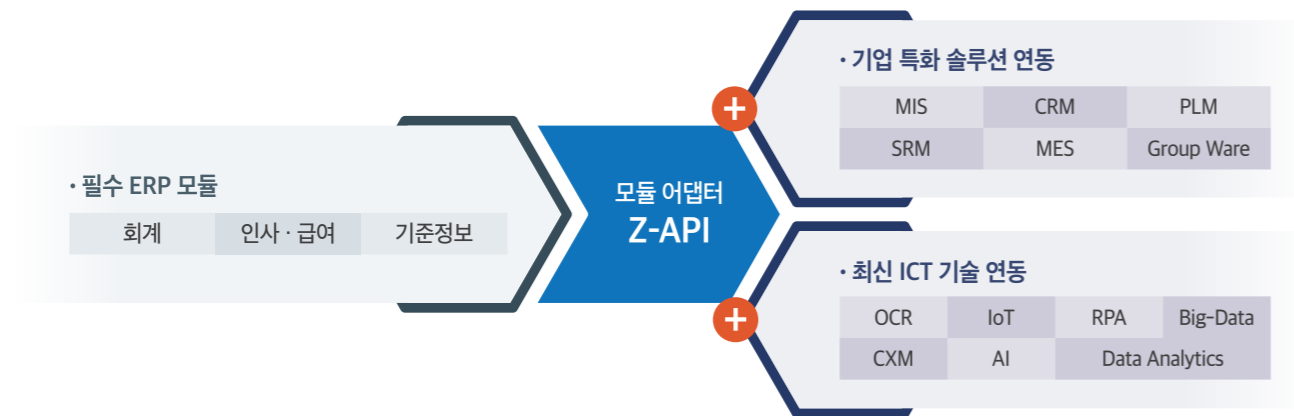 · 필수 ERP 모듈
회계 인사 · 급여 기준정보
모듈 어댑터
Z-API
+
· 기업 특화 솔루션 연동
MIS CRM PLM
SRM MES Group Ware
+
· 최신 ICT 기술 연동
OCR IoT RPA Big-Data
CXM AI Data Analytics